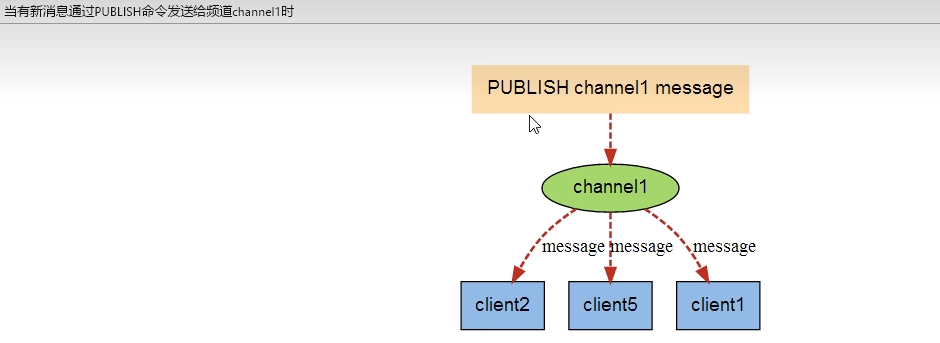 当有新消息通过PUBLISH命令发送给频道channel1时
PUBLISH channel1 message
channel1
message message message
client2 client5 client1